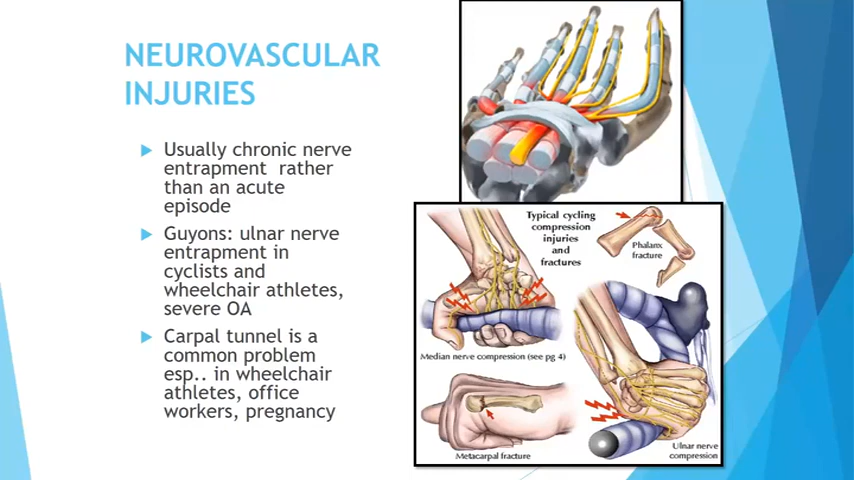 NEUROVASCULAR
INJURIES
Usually chronic nerve
entrapment rather
than an acute
episode
Guyons: ulnar nerve
entrapment in
cyclists and
wheelchair athletes,
severe OA
Carpal tunnel is a
common problem
esp.. in wheelchair
athletes, office
workers, pregnancy
Typical cycling
compression
injuries
and
fractures
Phalanx
fracture
Median nerve compression (see pg 4)
Metacarpal fracture
Ulnar nerve
compression